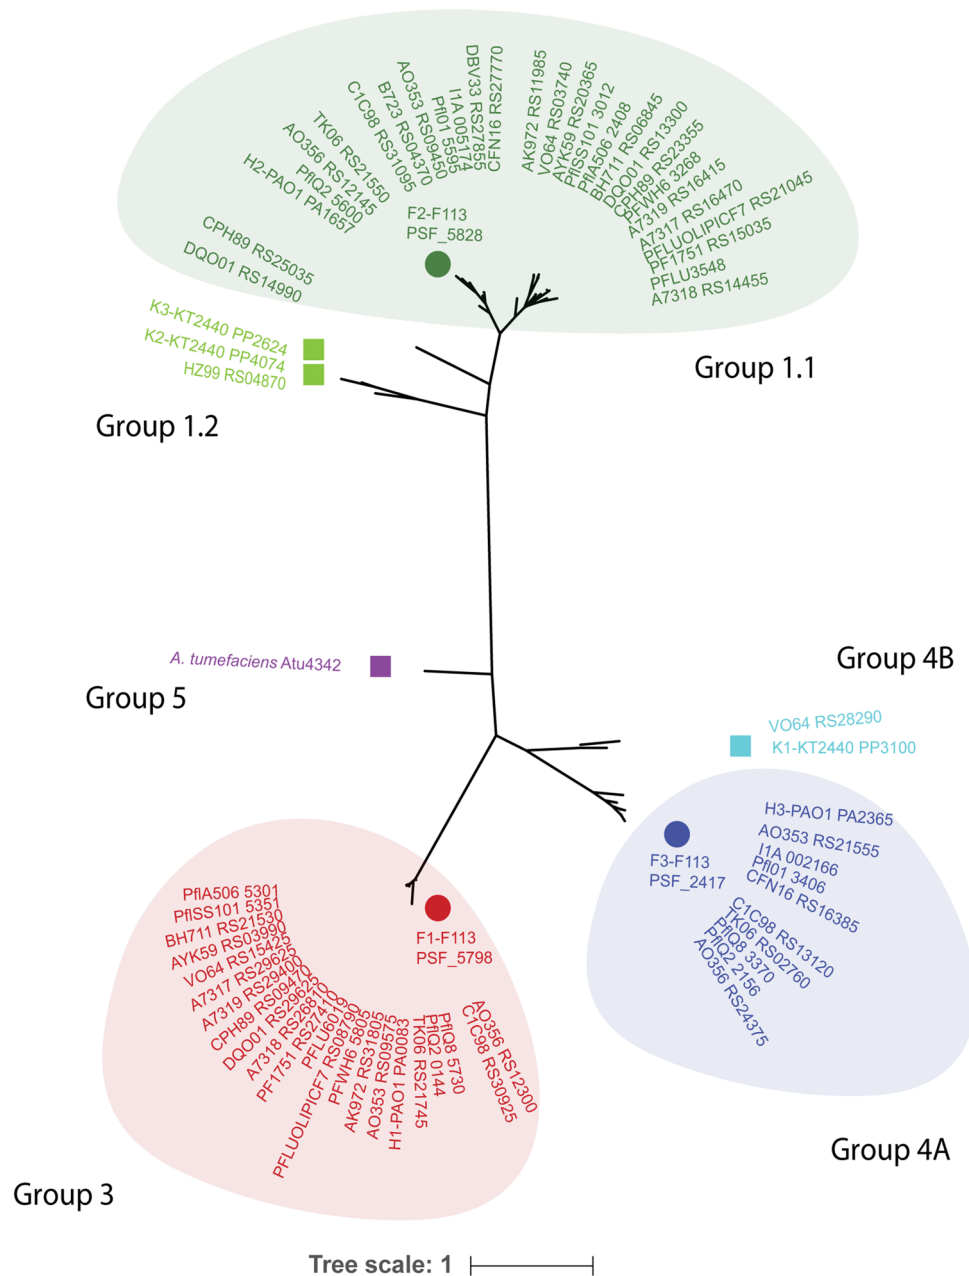 CPH89 RS25035
DQO01 RS14990
H2-PAO1 PA1657
PflQ2 5600
AO356 RS12145
TK06 RS21550
C1C98 RS31095
B723 RS04370
AO353 RS09450
Pfl01 5595
I1A 005174
DBV33 RS27855
CFN16 RS27770
AK972 RS11985
VO64 RS03740
AYK59 RS20365
PflSS101 3012
PflA506 2408
BH711 RS06845
DQO01 RS13300
CPH89 RS23355
PFWH6 3268
A7319 RS16415
A7317 RS16470
PFLUOLIPICF7 RS21045
PF1751 RS15035
PFLU3548
A7318 RS14455
F2-F113
PSF_5828
Group 1.1
K3-KT2440 PP2624
K2-KT2440 PP4074
HZ99 RS04870
Group 1.2
A. tumefaciens Atu4342
Group 5
Group 4B
VO64 RS28290
K1-KT2440 PP3100
H3-PAO1 PA2365
AO353 RS21555
I1A 002166
Pfl01 3406
CFN16 RS16385
F3-F113
PSF_2417
C1C98 RS13120
TK06 RS02760
PflQ8 3370
PflQ2 2156
AO356 RS24375
Group 4A
PflA506 5301
PflSS101 5351
BH711 RS21530
AYK59 RS03990
VO64 RS15425
A7317 RS29625
A7319 RS29400
CPH89 RS09470
DQO01 RS29625
A7318 RS26810
PF1751 RS27410
PFLU6019
PFLUOLIPICF7 RS08790
PFWH6 5805
AK972 RS31805
AO353 RS09575
H1-PAO1 PA0083
TK06 RS21745
PflQ2 0144
PflQ8 5730
C1C98 RS30925
AO356 RS12300
F1-F113
PSF_5798
Group 3
Tree scale: 1